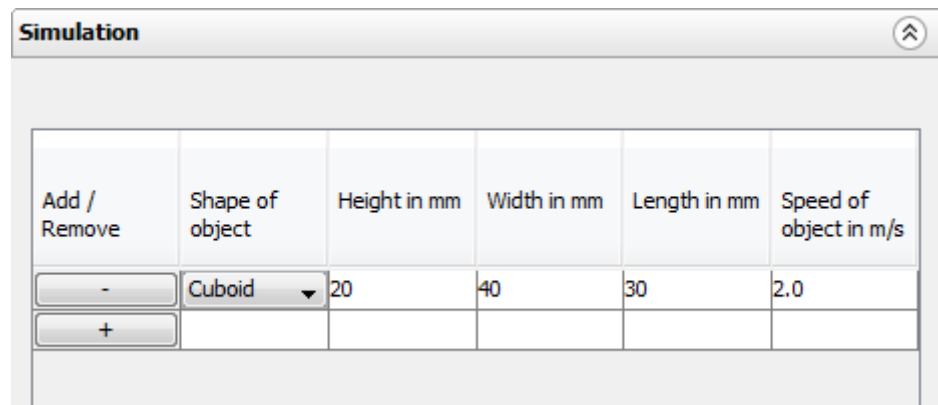 Simulation
Add / Remove Shape of object Height in mm Width in mm Length in mm Speed of object in m/s
- Cuboid 20 40 30 2.0
+